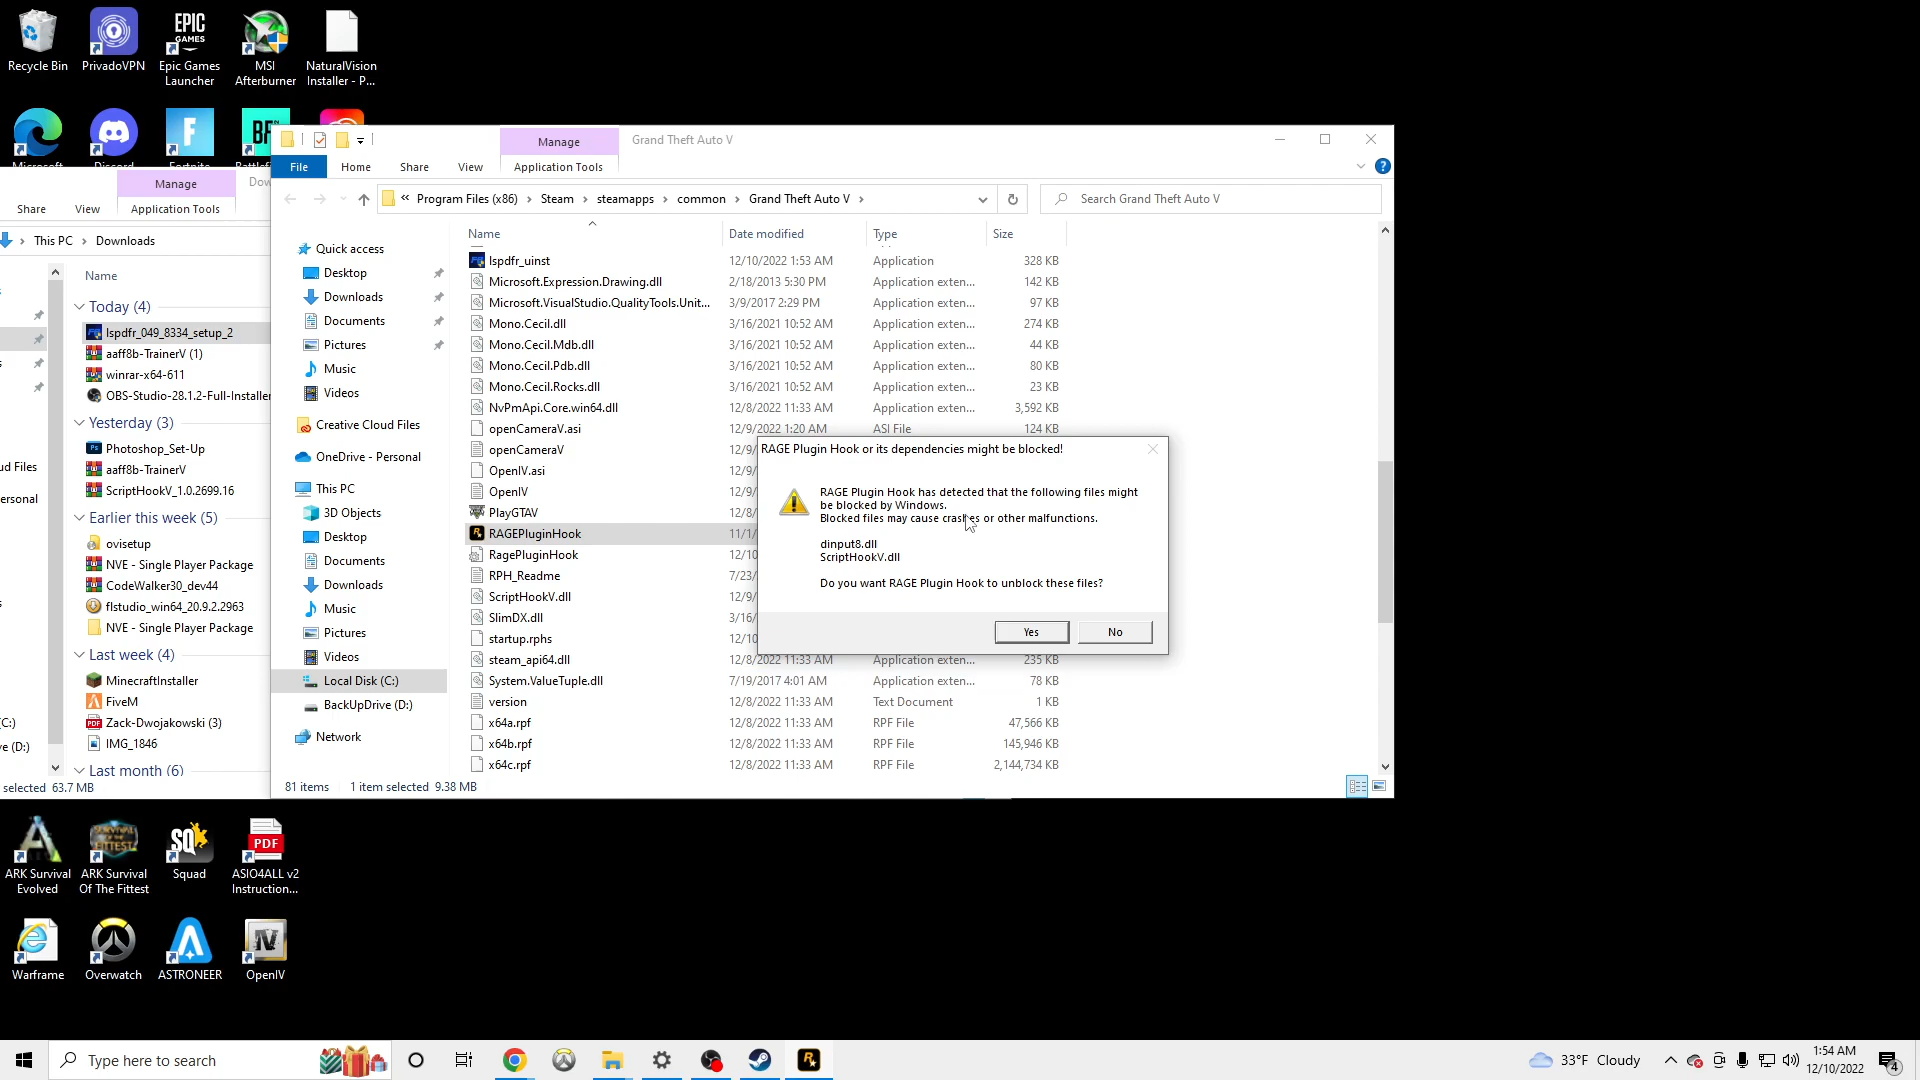 Recycle Bin
PrivadoVPN
Epic Games
Launcher
MSI
Afterburner
NaturalVision
Installer - P...
EPIC
GAMES
Manage
Share
View
Application Tools
This PC
Downloads
Name
Today (4)
lspdfr_049_8334_setup_2
aaff8b-TrainerV (1)
winrar-x64-611
OBS-Studio-28.1.2-Full-Installer
Yesterday (3)
Photoshop_Set-Up
aaff8b-TrainerV
ScriptHookV_1.0.2699.16
Earlier this week (5)
ovisetup
NVE - Single Player Package
CodeWalker30_dev44
flstudio_win64_20.9.2.2963
NVE - Single Player Package
Last week (4)
MinecraftInstaller
FiveM
Zack-Dwojakowski (3)
IMG_1846
Last month (6)
ud Files
ersonal
(C:)
ve (D:)
selected 63.7 MB
Manage
Grand Theft Auto V
File
Home
Share
View
Application Tools
« Program Files (x86) › Steam › steamapps › common › Grand Theft Auto V ›
Search Grand Theft Auto V
Quick access
Desktop
Downloads
Documents
Pictures
Music
Videos
Creative Cloud Files
OneDrive - Personal
This PC
3D Objects
Desktop
Documents
Downloads
Music
Pictures
Videos
Local Disk (C:)
BackUpDrive (D:)
Network
Name Date modified Type Size
lspdfr_uinst 12/10/2022 1:53 AM Application 328 KB
Microsoft.Expression.Drawing.dll 2/18/2013 5:30 PM Application exten... 142 KB
Microsoft.VisualStudio.QualityTools.Unit... 3/9/2017 2:29 PM Application exten... 97 KB
Mono.Cecil.dll 3/16/2021 10:52 AM Application exten... 274 KB
Mono.Cecil.Mdb.dll 3/16/2021 10:52 AM Application exten... 44 KB
Mono.Cecil.Pdb.dll 3/16/2021 10:52 AM Application exten... 80 KB
Mono.Cecil.Rocks.dll 3/16/2021 10:52 AM Application exten... 23 KB
NvPmApi.Core.win64.dll 12/8/2022 11:33 AM Application exten... 3,592 KB
openCameraV.asi 12/9/2022 1:20 AM ASI File 124 KB
openCameraV 12/9/
OpenIV.asi 12/9/
OpenIV 12/9/
PlayGTAV 12/8/
RAGEPluginHook 11/1/
RagePluginHook 12/10
RPH_Readme 7/23/
ScriptHookV.dll 12/9/
SlimDX.dll 3/16/
startup.rphs 12/10
steam_api64.dll 12/8/2022 11:33 AM Application exten... 235 KB
System.ValueTuple.dll 7/19/2017 4:01 AM Application exten... 78 KB
version 12/8/2022 11:33 AM Text Document 1 KB
x64a.rpf 12/8/2022 11:33 AM RPF File 47,566 KB
x64b.rpf 12/8/2022 11:33 AM RPF File 145,946 KB
x64c.rpf 12/8/2022 11:33 AM RPF File 2,144,734 KB
81 items 1 item selected 9.38 MB
RAGE Plugin Hook or its dependencies might be blocked!
RAGE Plugin Hook has detected that the following files might
be blocked by Windows.
Blocked files may cause crashes or other malfunctions.
dinput8.dll
ScriptHookV.dll
Do you want RAGE Plugin Hook to unblock these files?
Yes
No
ARK Survival
Evolved
ARK Survival
Of The Fittest
Squad
PDF
ASIO4ALL v2
Instruction...
Warframe
Overwatch
ASTRONEER
OpenIV
Type here to search
33°F Cloudy
1:54 AM
12/10/2022
4